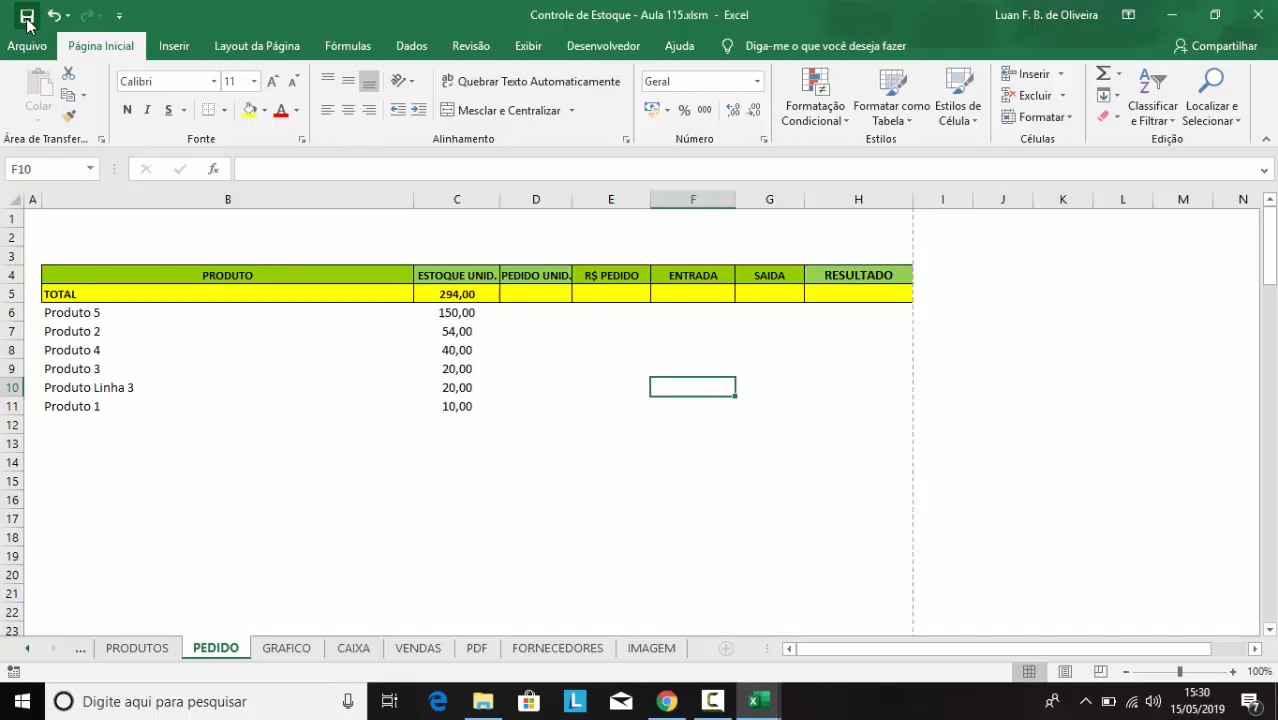 Controle de Estoque - Aula 115.xlsm - Excel
Luan F. B. de Oliveira
Arquivo
Página Inicial
Inserir
Layout da Página
Fórmulas
Dados
Revisão
Exibir
Desenvolvedor
Ajuda
Diga-me o que você deseja fazer
Compartilhar
Colar
Área de Transfer...
Calibri
11
N I S
Fonte
Quebrar Texto Automaticamente
Mesclar e Centralizar
Alinhamento
Geral
% 000
Número
Formatação Condicional
Formatar como Tabela
Estilos de Célula
Estilos
Inserir
Excluir
Formatar
Células
Classificar e Filtrar
Localizar e Selecionar
Edição
F10
fx
A B C D E F G H I J K L M N
1
2
3
4 PRODUTO ESTOQUE UNID. PEDIDO UNID. R$ PEDIDO ENTRADA SAIDA RESULTADO
5 TOTAL 294,00
6 Produto 5 150,00
7 Produto 2 54,00
8 Produto 4 40,00
9 Produto 3 20,00
10 Produto Linha 3 20,00
11 Produto 1 10,00
12
13
14
15
16
17
18
19
20
21
22
23
... PRODUTOS PEDIDO GRAFICO CAIXA VENDAS PDF FORNECEDORES IMAGEM
100%
Digite aqui para pesquisar
15:30
15/05/2019
7